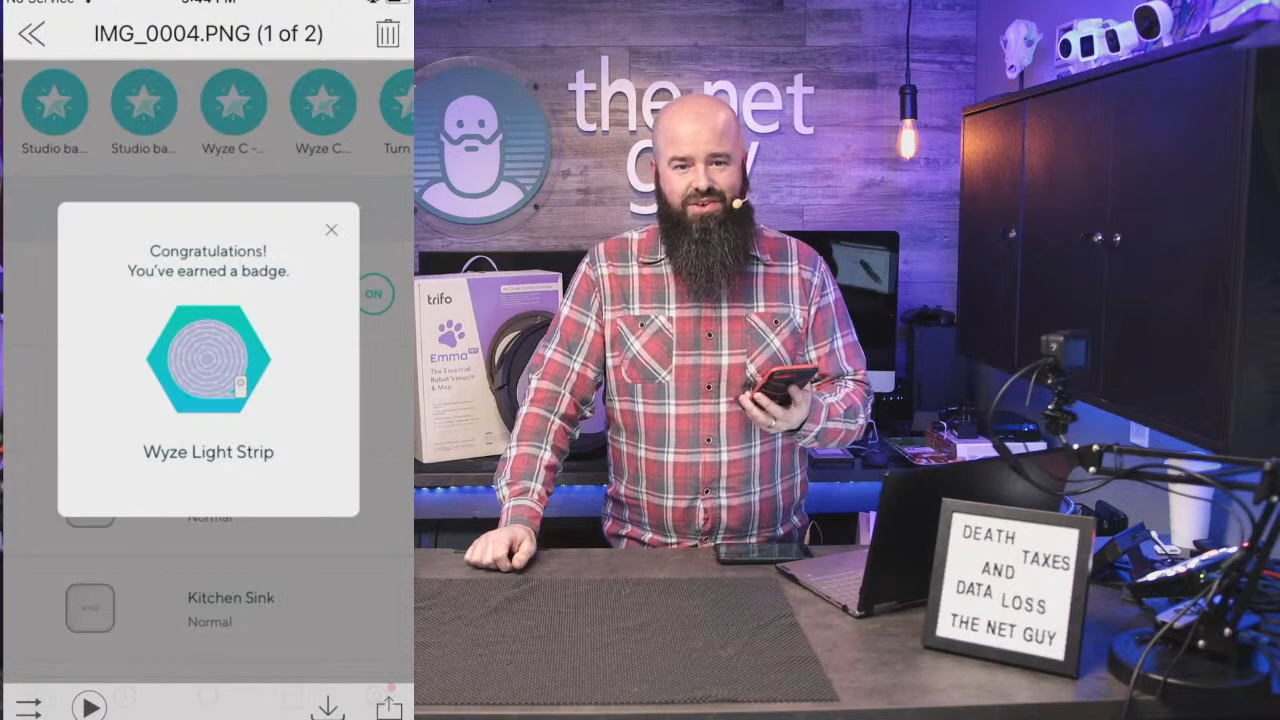 IMG_0004.PNG (1 of 2)
Studio ba...
Studio ba...
Wyze C -...
Wyze C...
Turn
Congratulations!
You've earned a badge.
ON
Wyze Light Strip
Normal
Kitchen Sink
Normal
the net
trifo
Emma PET
The Essential
Robot Vacuum
& Mop
DEATH
TAXES
AND
DATA LOSS
THE NET GUY